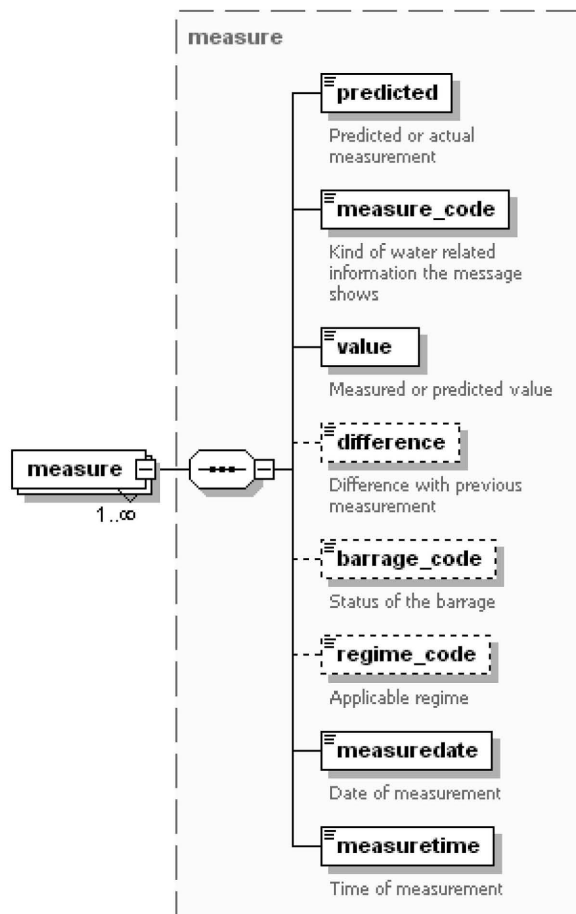 measure
predicted
Predicted or actual
measurement
measure_code
Kind of water related
information the message
shows
value
Measured or predicted value
difference
Difference with previous
measurement
measure
1..∞
barrage_code
Status of the barrage
regime_code
Applicable regime
measuredate
Date of measurement
measuretime
Time of measurement